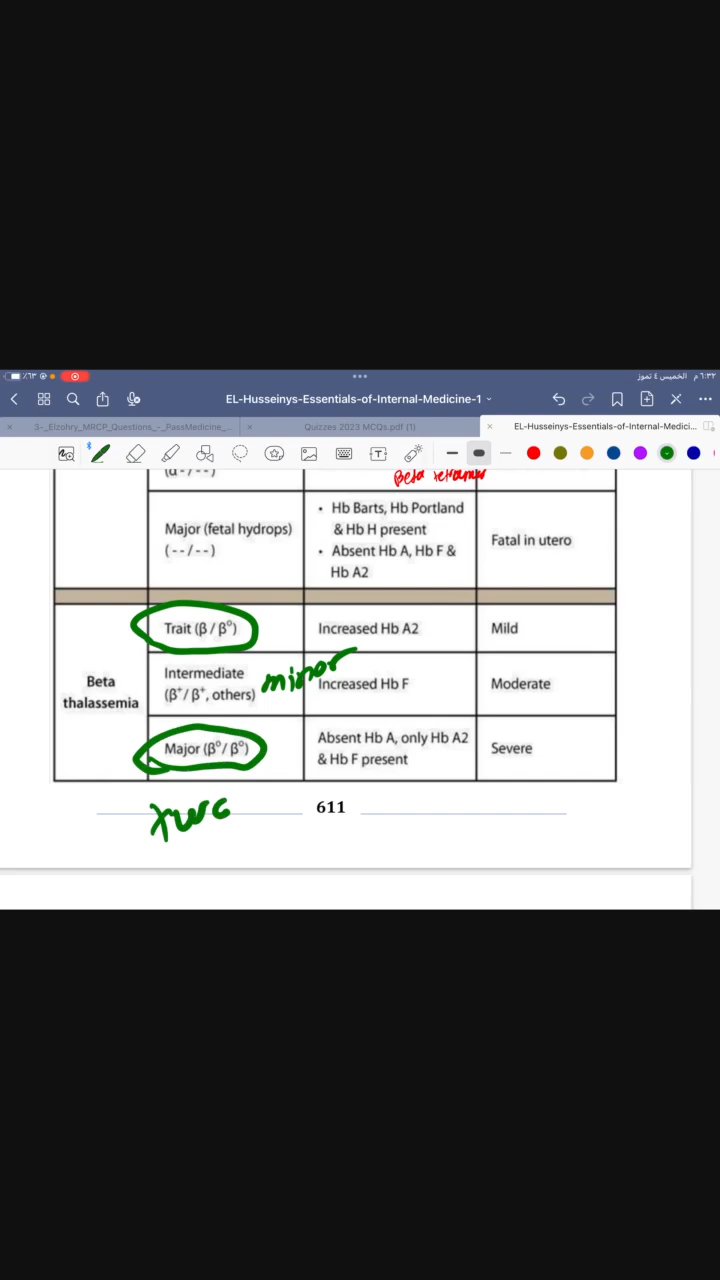 ٪٦٣
٦:٣٢ م الخميس ٤ تموز
EL-Husseinys-Essentials-of-Internal-Medicine-1
3-_Elzohry_MRCP_Questions_-_PassMedicine_...
Quizzes 2023 MCQs.pdf (1)
EL-Husseinys-Essentials-of-Internal-Medici...
(α - / - -)
Beta
Major (fetal hydrops)
(- - / - -)
• Hb Barts, Hb Portland
& Hb H present
• Absent Hb A, Hb F &
Hb A2
Fatal in utero
Beta
thalassemia
Trait (β / β°)
Increased Hb A2
Mild
Intermediate
(β⁺/ β⁺, others)
minor
Increased Hb F
Moderate
Major (β°/ β°)
Absent Hb A, only Hb A2
& Hb F present
Severe
611